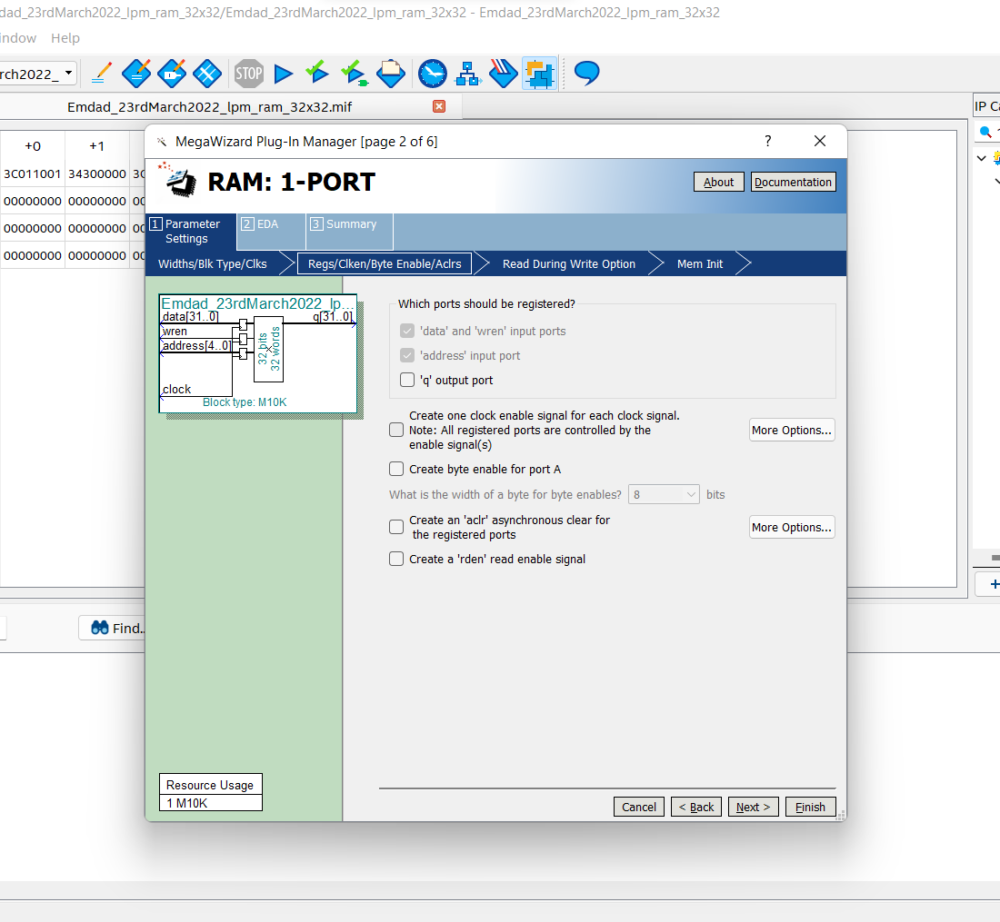 dad_23rdMarch2022_lpm_ram_32x32/Emdad_23rdMarch2022_lpm_ram_32x32 - Emdad_23rdMarch2022_lpm_ram_32x32
indow Help
rch2022_
STOP
Emdad_23rdMarch2022_lpm_ram_32x32.mif
IP Ca
+0 +1
3C011001 34300000 3C
00000000 00000000 00
00000000 00000000 00
00000000 00000000 00
MegaWizard Plug-In Manager [page 2 of 6]
?
RAM: 1-PORT
About
Documentation
1 Parameter Settings
2 EDA
3 Summary
Widths/Blk Type/Clks
Regs/Clken/Byte Enable/Aclrs
Read During Write Option
Mem Init
Emdad_23rdMarch2022_lp...
data[31..0] q[31..0]
wren
address[4..0]
32 bits
32 words
clock
Block type: M10K
Which ports should be registered?
'data' and 'wren' input ports
'address' input port
'q' output port
Create one clock enable signal for each clock signal.
Note: All registered ports are controlled by the
enable signal(s)
More Options...
Create byte enable for port A
What is the width of a byte for byte enables? 8 bits
Create an 'aclr' asynchronous clear for
the registered ports
More Options...
Create a 'rden' read enable signal
Find..
Resource Usage
1 M10K
Cancel
< Back
Next >
Finish